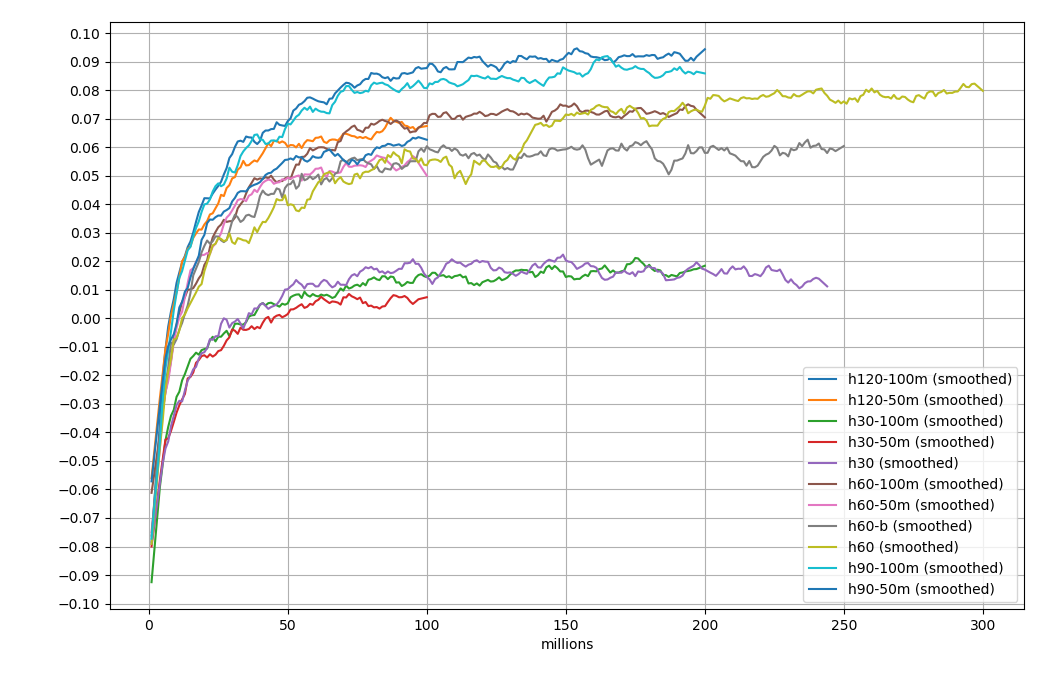 0.10
0.09
0.08
0.07
0.06
0.05
0.04
0.03
0.02
0.01
0.00
−0.01
−0.02
−0.03
−0.04
−0.05
−0.06
−0.07
−0.08
−0.09
−0.10
h120-100m (smoothed)
h120-50m (smoothed)
h30-100m (smoothed)
h30-50m (smoothed)
h30 (smoothed)
h60-100m (smoothed)
h60-50m (smoothed)
h60-b (smoothed)
h60 (smoothed)
h90-100m (smoothed)
h90-50m (smoothed)
0 50 100 150 200 250 300
millions